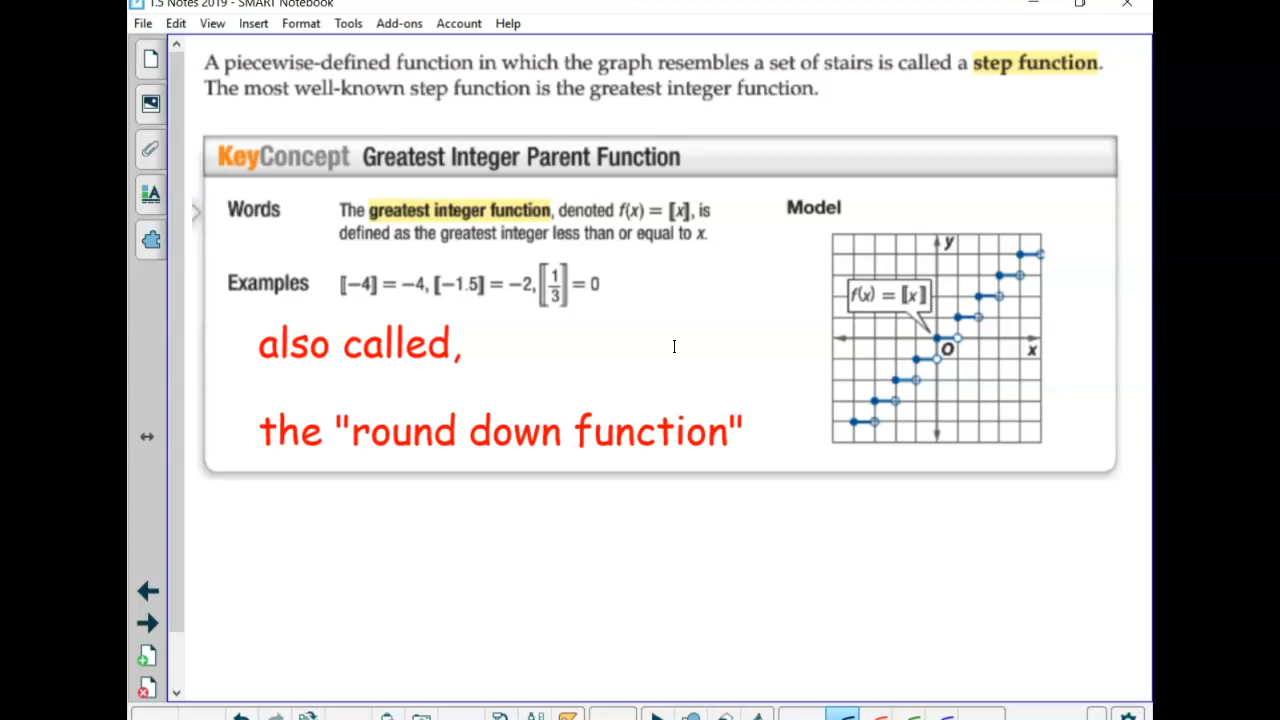 1.5 Notes 2019 - SMART Notebook
File Edit View Insert Format Tools Add-ons Account Help
A piecewise-defined function in which the graph resembles a set of stairs is called a step function.
The most well-known step function is the greatest integer function.
KeyConcept Greatest Integer Parent Function
Words
The greatest integer function, denoted f(x) = ⟦x⟧, is
defined as the greatest integer less than or equal to x.
Examples ⟦−4⟧ = −4, ⟦−1.5⟧ = −2, ⟦1/3⟧ = 0
also called,
the "round down function"
Model
y
f(x) = ⟦x⟧
O
x